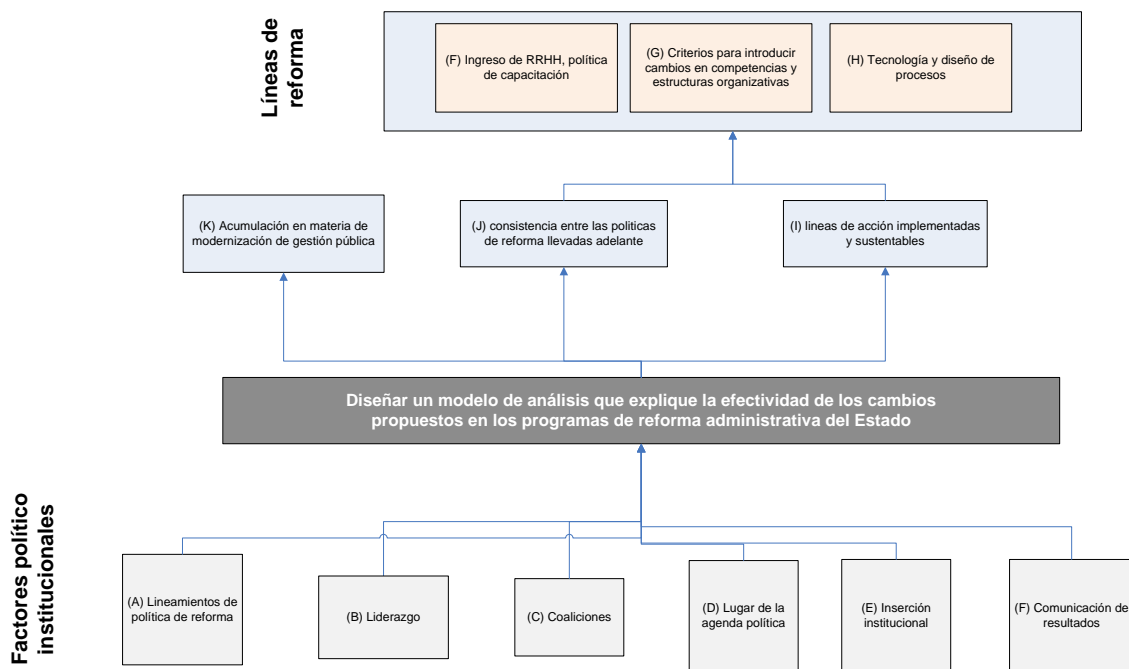 Líneas de
reforma
(F) Ingreso de RRHH, política
de capacitación
(G) Criterios para introducir
cambios en competencias y
estructuras organizativas
(H) Tecnología y diseño de
procesos
(K) Acumulación en materia de
modernización de gestión pública
(J) consistencia entre las politicas
de reforma llevadas adelante
(I) lineas de acción implementadas
y sustentables
Diseñar un modelo de análisis que explique la efectividad de los cambios
propuestos en los programas de reforma administrativa del Estado
Factores político
institucionales
(A) Lineamientos de
política de reforma
(B) Liderazgo
(C) Coaliciones
(D) Lugar de la
agenda política
(E) Inserción
institucional
(F) Comunicación de
resultados